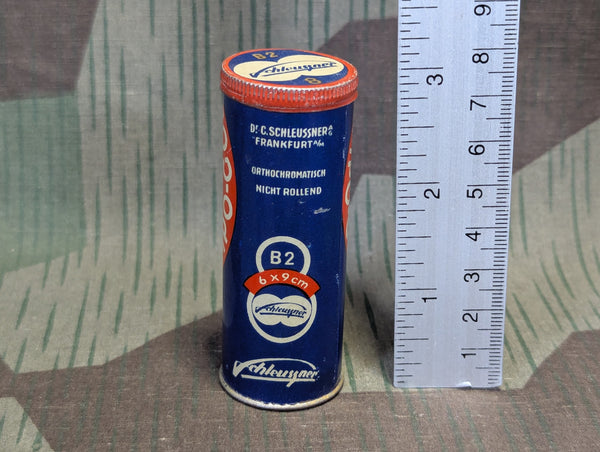 B2
Schleussner
8
Dr. C. SCHLEUSSNER A.G.
FRANKFURT a/M
ORTHOCHROMATISCH
NICHT ROLLEND
B2
6 x 9 cm
Schleussner
Schleussner
3
2
1
9
8
7
6
5
4
3
2
1